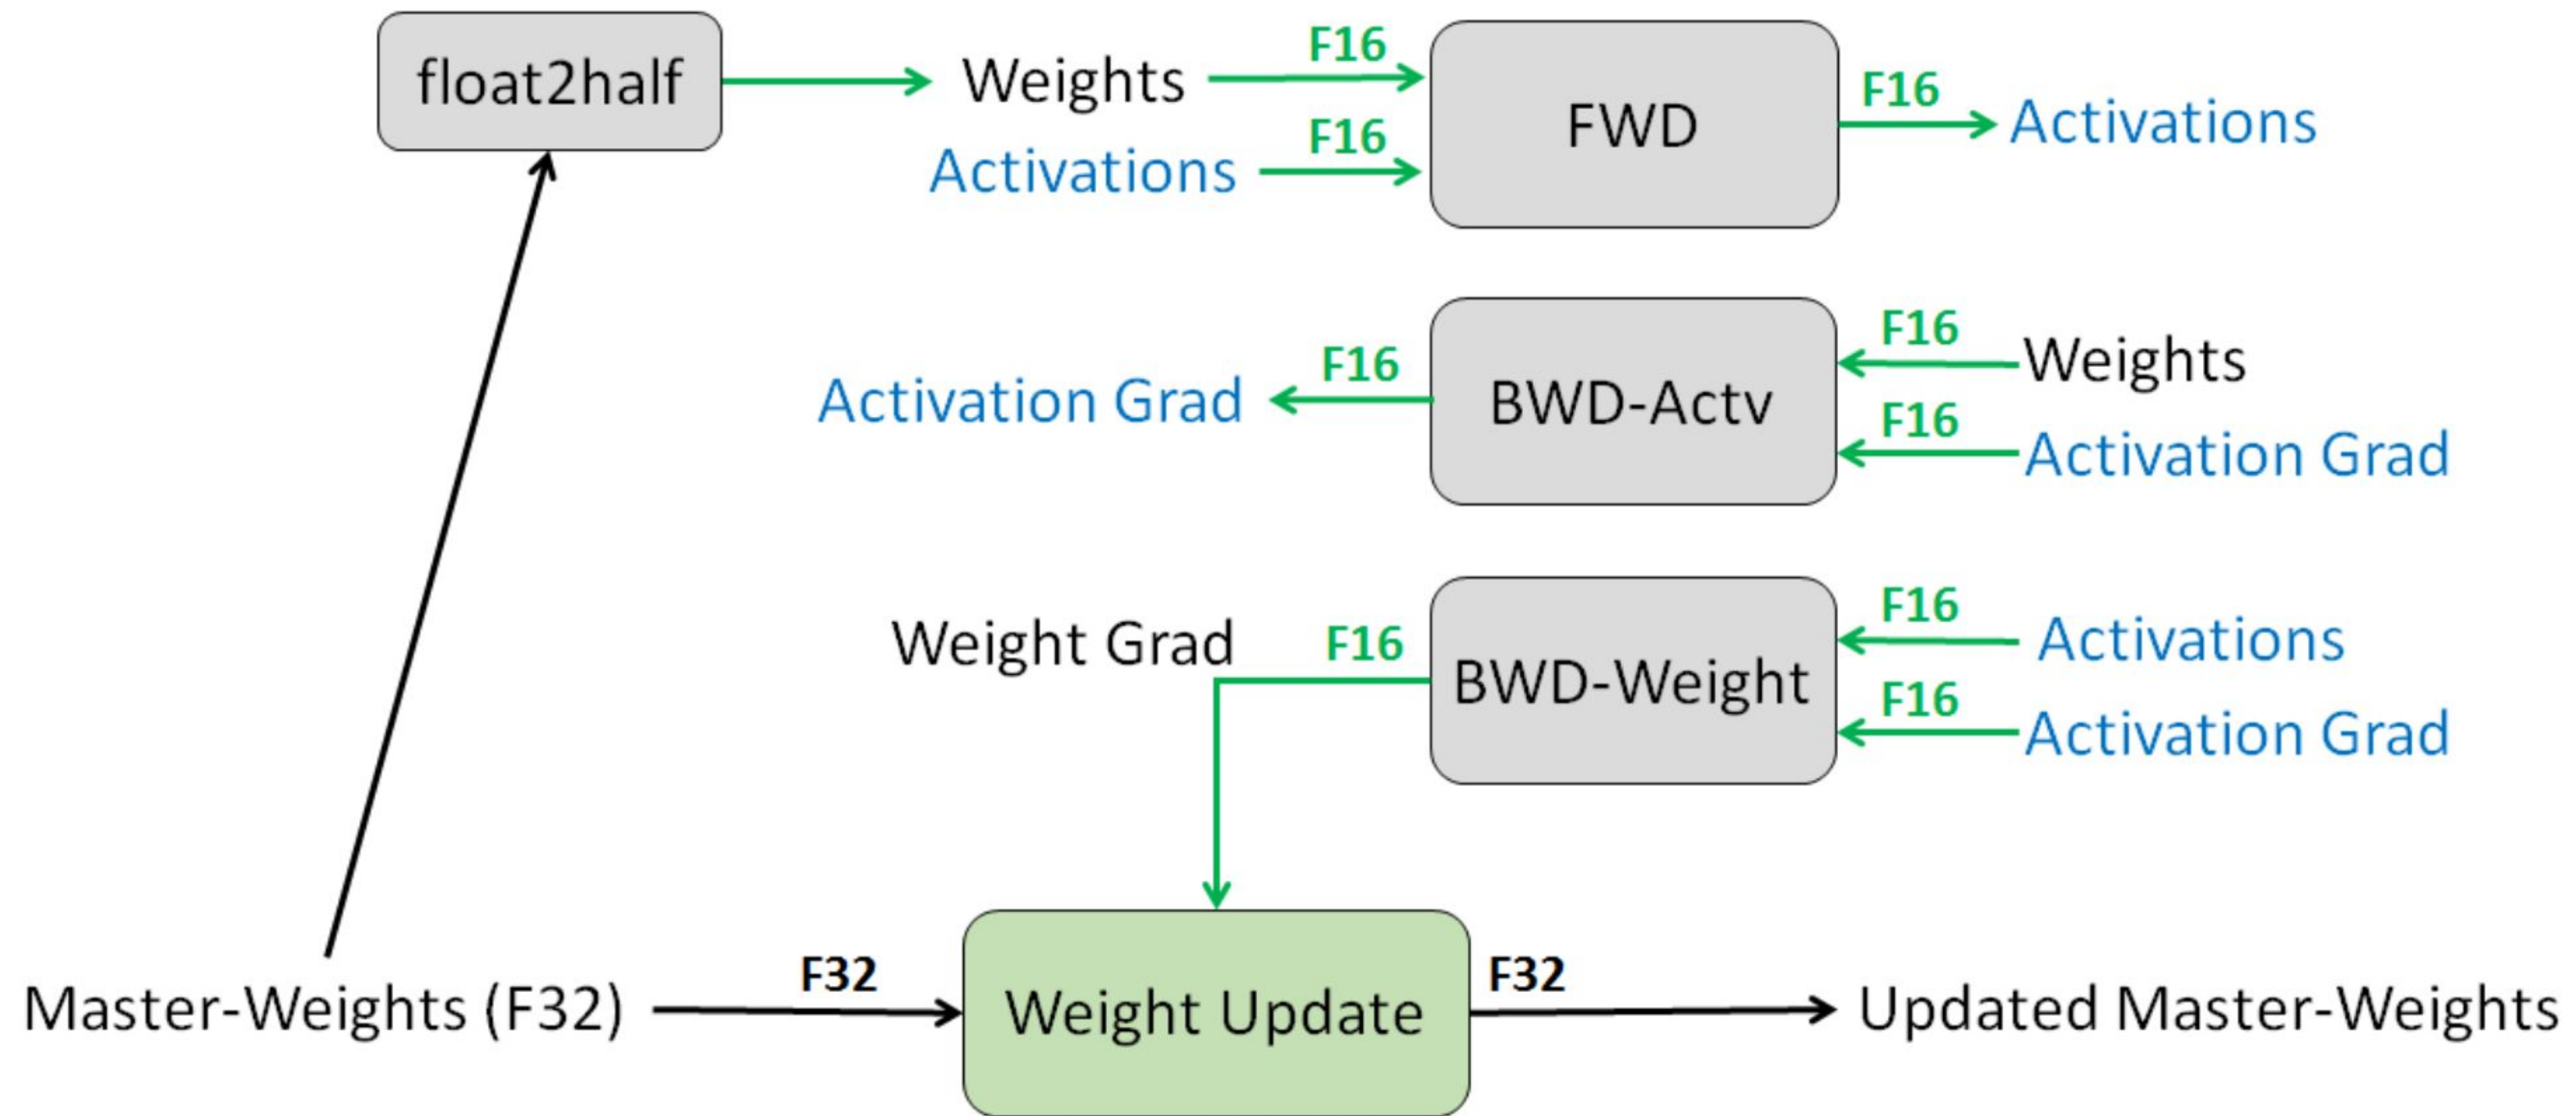 float2half
Weights
F16
Activations
F16
FWD
F16
Activations
Activation Grad
F16
BWD-Actv
F16
Weights
F16
Activation Grad
Weight Grad
F16
BWD-Weight
F16
Activations
F16
Activation Grad
Master-Weights (F32)
F32
Weight Update
F32
Updated Master-Weights